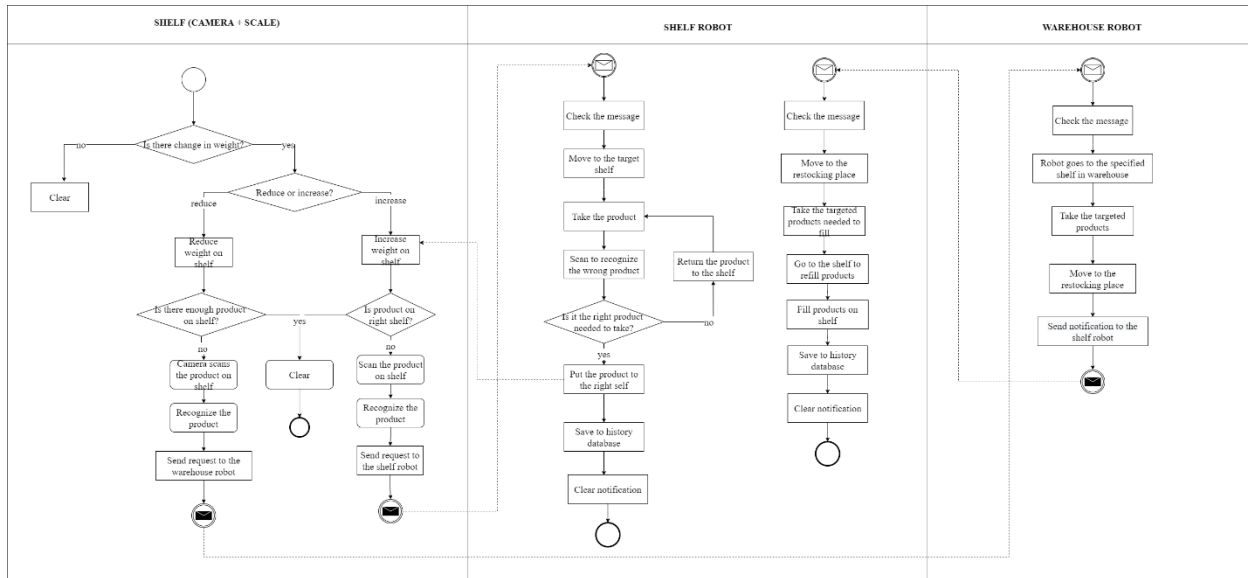 SHELF (CAMERA + SCALE)
SHELF ROBOT
WAREHOUSE ROBOT
Is there change in weight?
no
yes
Clear
Reduce or increase?
reduce
increase
Reduce
weight on
shelf
Increase
weight on
shelf
Is there enough product
on shelf?
yes
Is product on
right shelf?
no
no
Camera scans
the product on
shelf
Clear
Scan the product
on shelf
Recognize the
product
Recognize the
product
Send request to the
warehouse robot
Send request to
the shelf robot
Check the message
Move to the target
shelf
Take the product
Scan to recognize
the wrong product
Return the product
to the shelf
Is it the right product
needed to take?
no
yes
Put the product to
the right self
Save to history
database
Clear notification
Check the message
Move to the
restocking place
Take the targeted
products needed to
fill
Go to the shelf to
refill products
Fill products on
shelf
Save to history
database
Clear notification
Check the message
Robot goes to the specified
shelf in warehouse
Take the targeted
products
Move to the
restocking place
Send notification to the
shelf robot